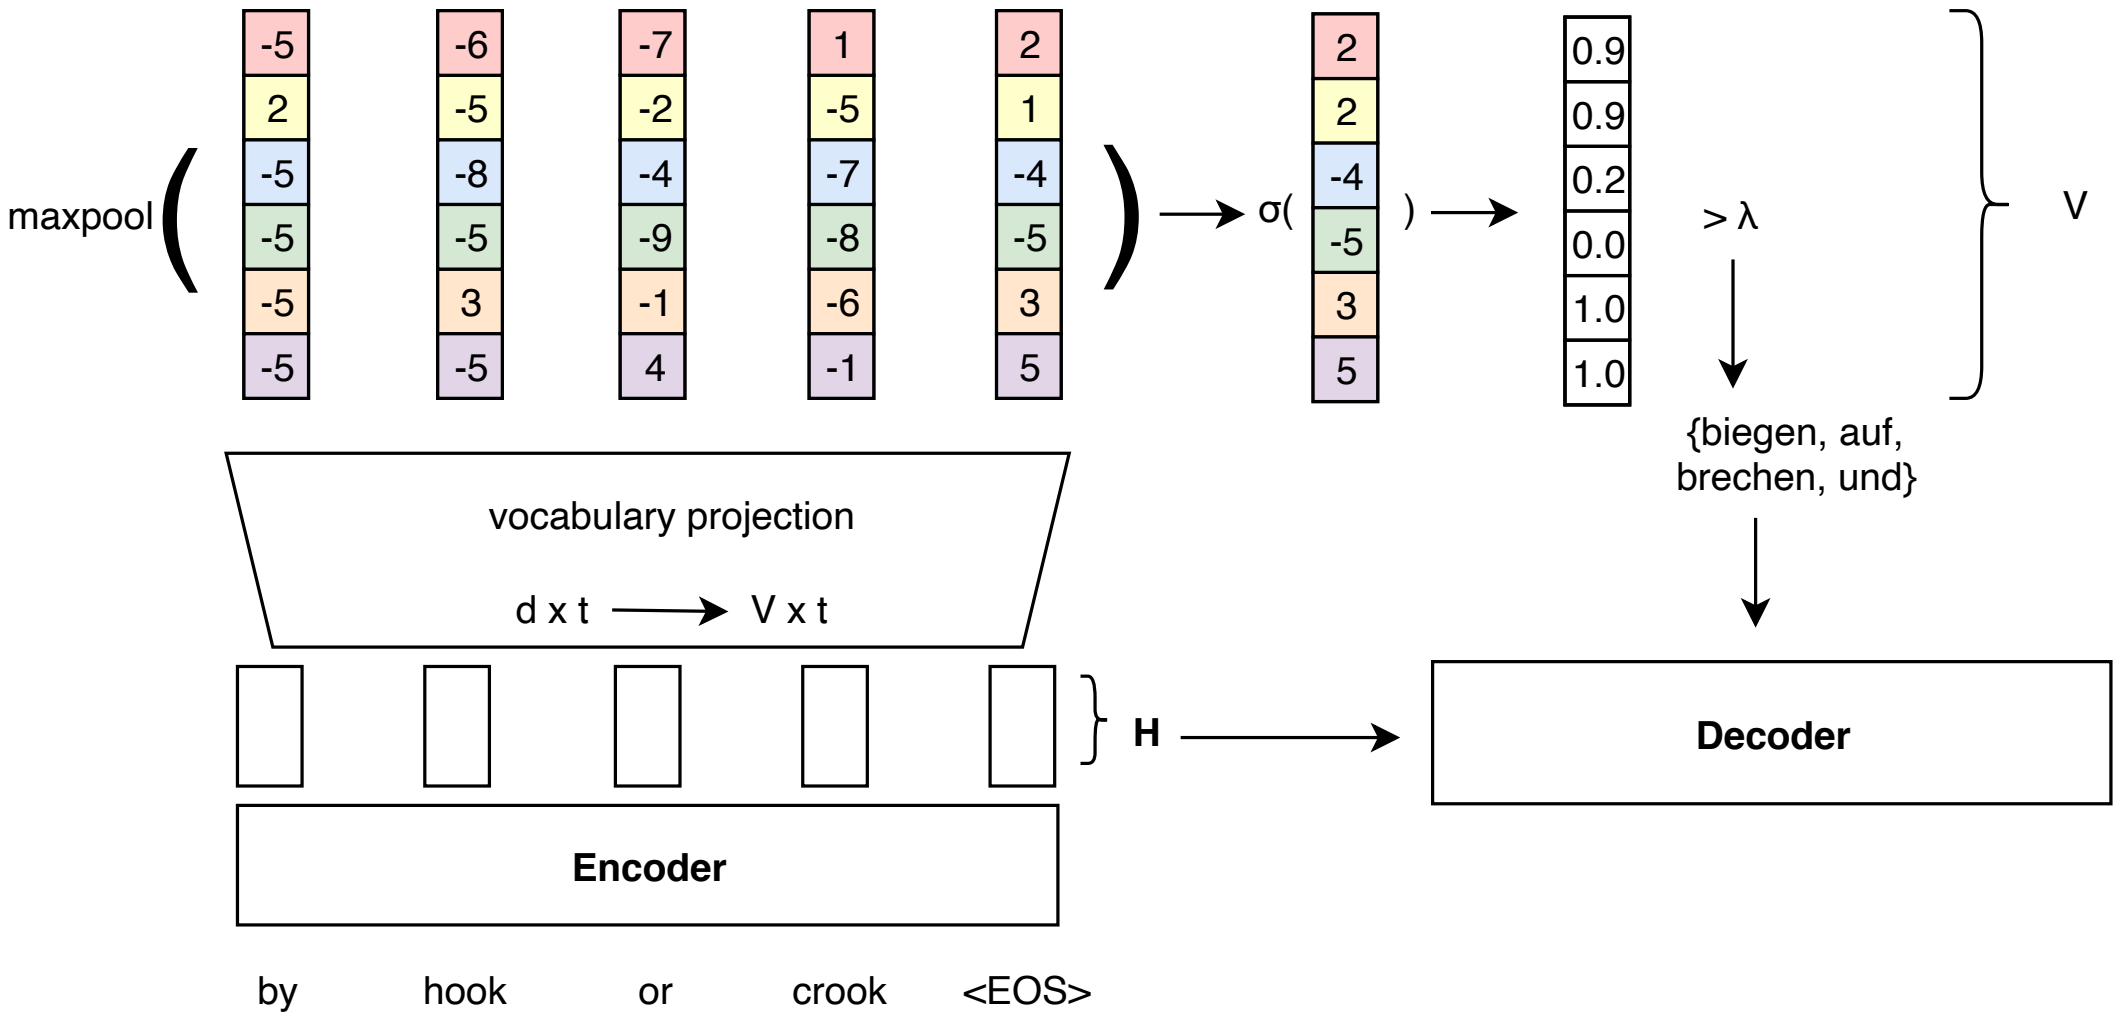 -5 -6 -7 1 2 2 0.9
2 -5 -2 -5 1 2 0.9
-5 -8 -4 -7 -4 -4 0.2
maxpool ( ) σ( ) > λ V
-5 -5 -9 -8 -5 -5 0.0
-5 3 -1 -6 3 3 1.0
-5 -5 4 -1 5 5 1.0
{biegen, auf,
brechen, und}
vocabulary projection
d x t V x t
H
Decoder
Encoder
by hook or crook <EOS>